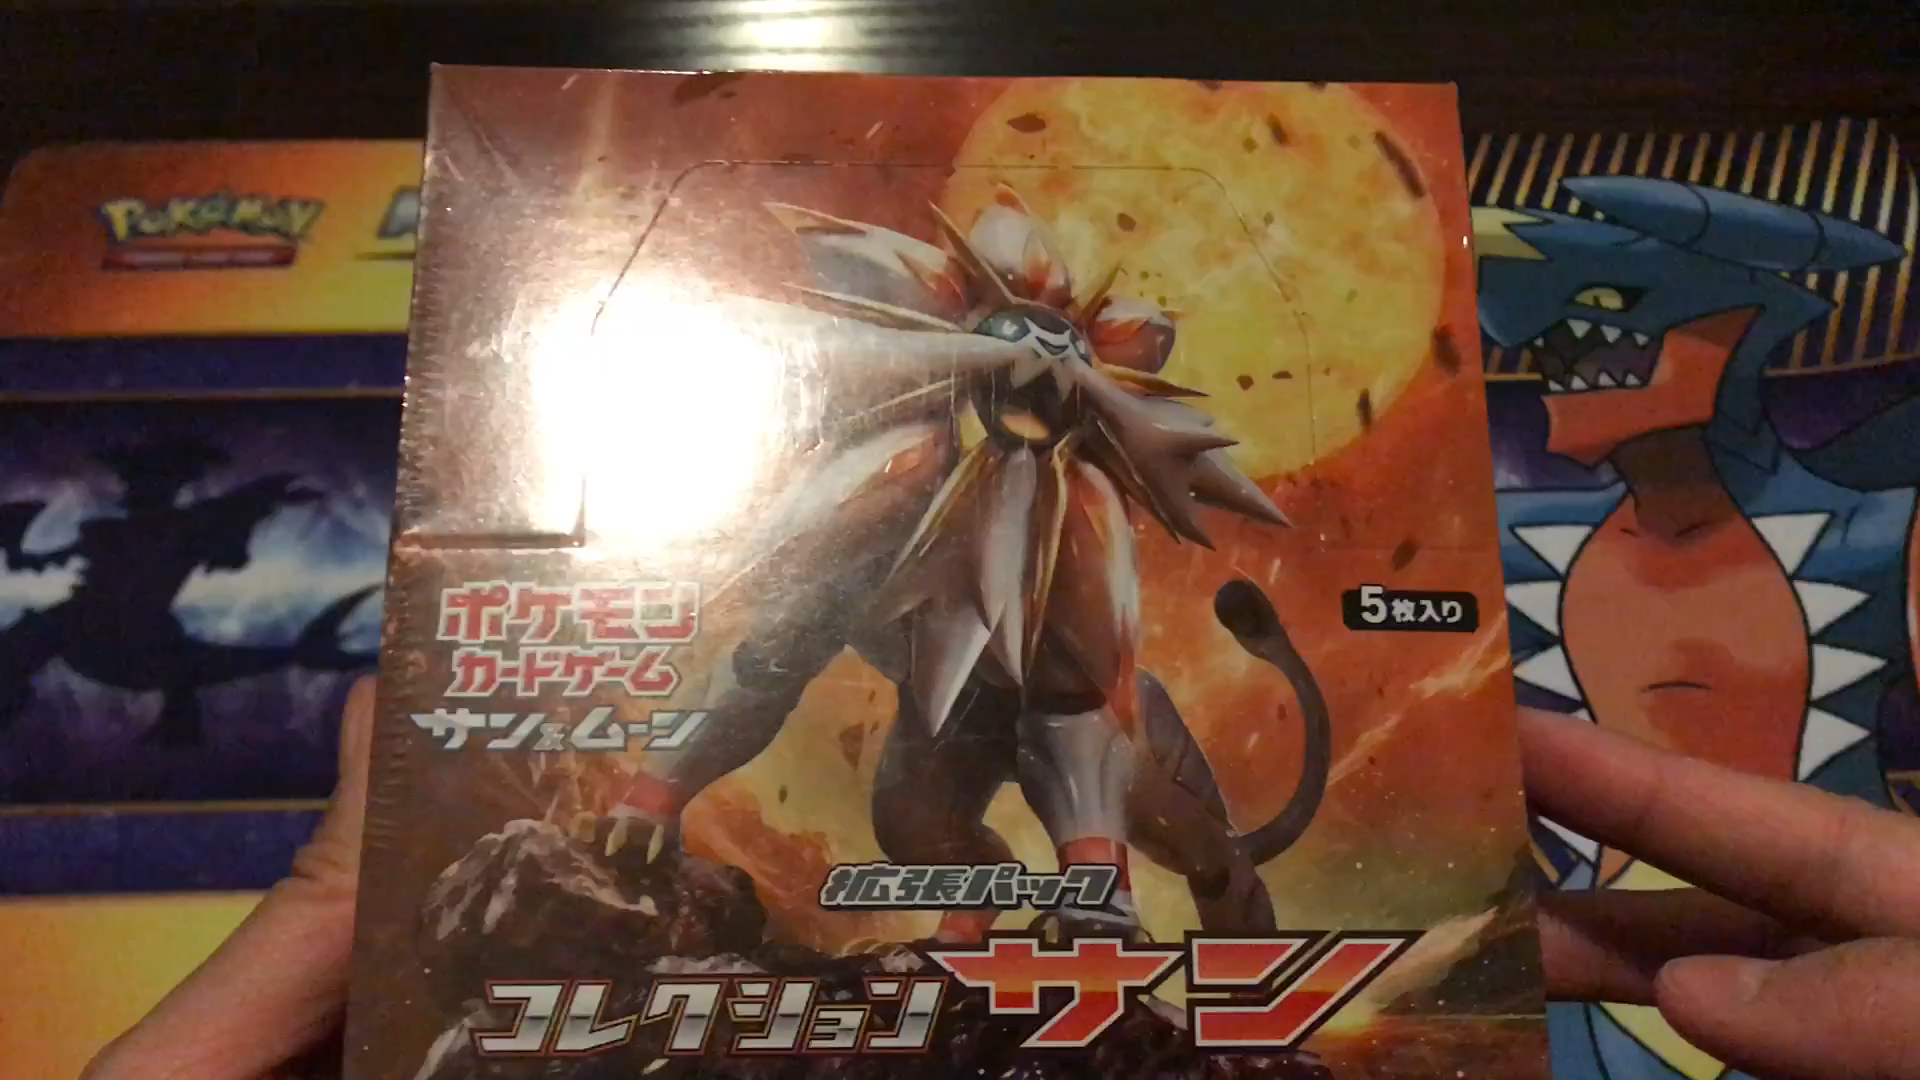 Pokémon
5枚入り
ポケモン
カードゲーム
サン&ムーン
拡張パック
コレクション サン